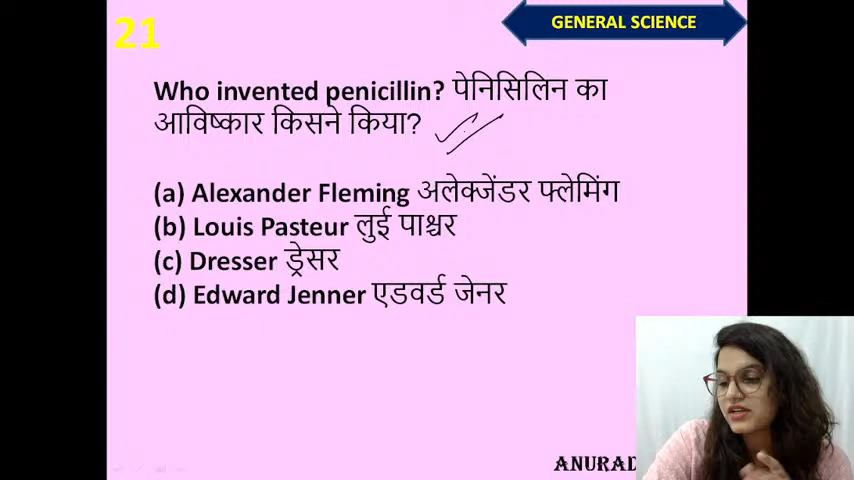 21
GENERAL SCIENCE
Who invented penicillin? पेनिसिलिन का
आविष्कार किसने किया?
(a) Alexander Fleming अलेक्जेंडर फ्लेमिंग
(b) Louis Pasteur लुई पाश्चर
(c) Dresser ड्रेसर
(d) Edward Jenner एडवर्ड जेनर